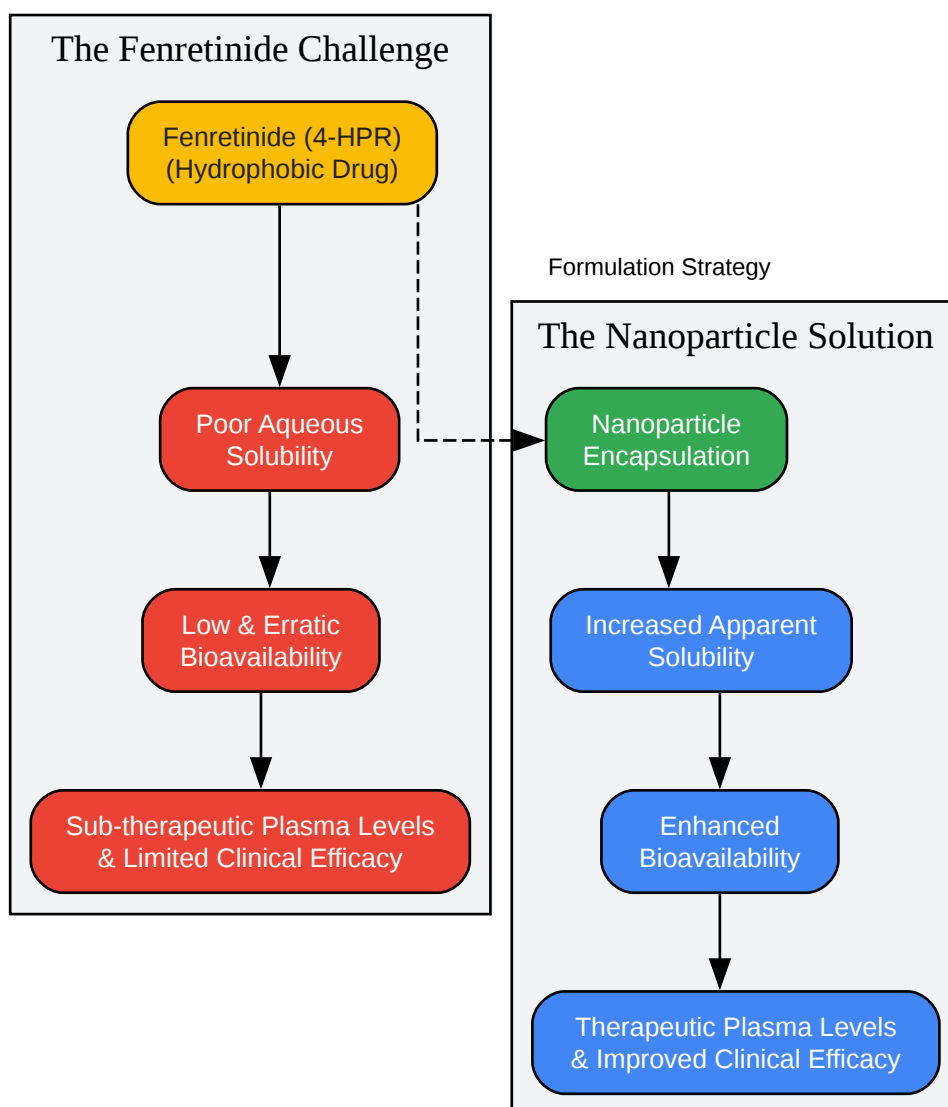 The Fenretinide Challenge
Fenretinide (4-HPR)
(Hydrophobic Drug)
Poor Aqueous
Solubility
Low & Erratic
Bioavailability
Sub-therapeutic Plasma Levels
& Limited Clinical Efficacy
Formulation Strategy
The Nanoparticle Solution
Nanoparticle
Encapsulation
Increased Apparent
Solubility
Enhanced
Bioavailability
Therapeutic Plasma Levels
& Improved Clinical Efficacy